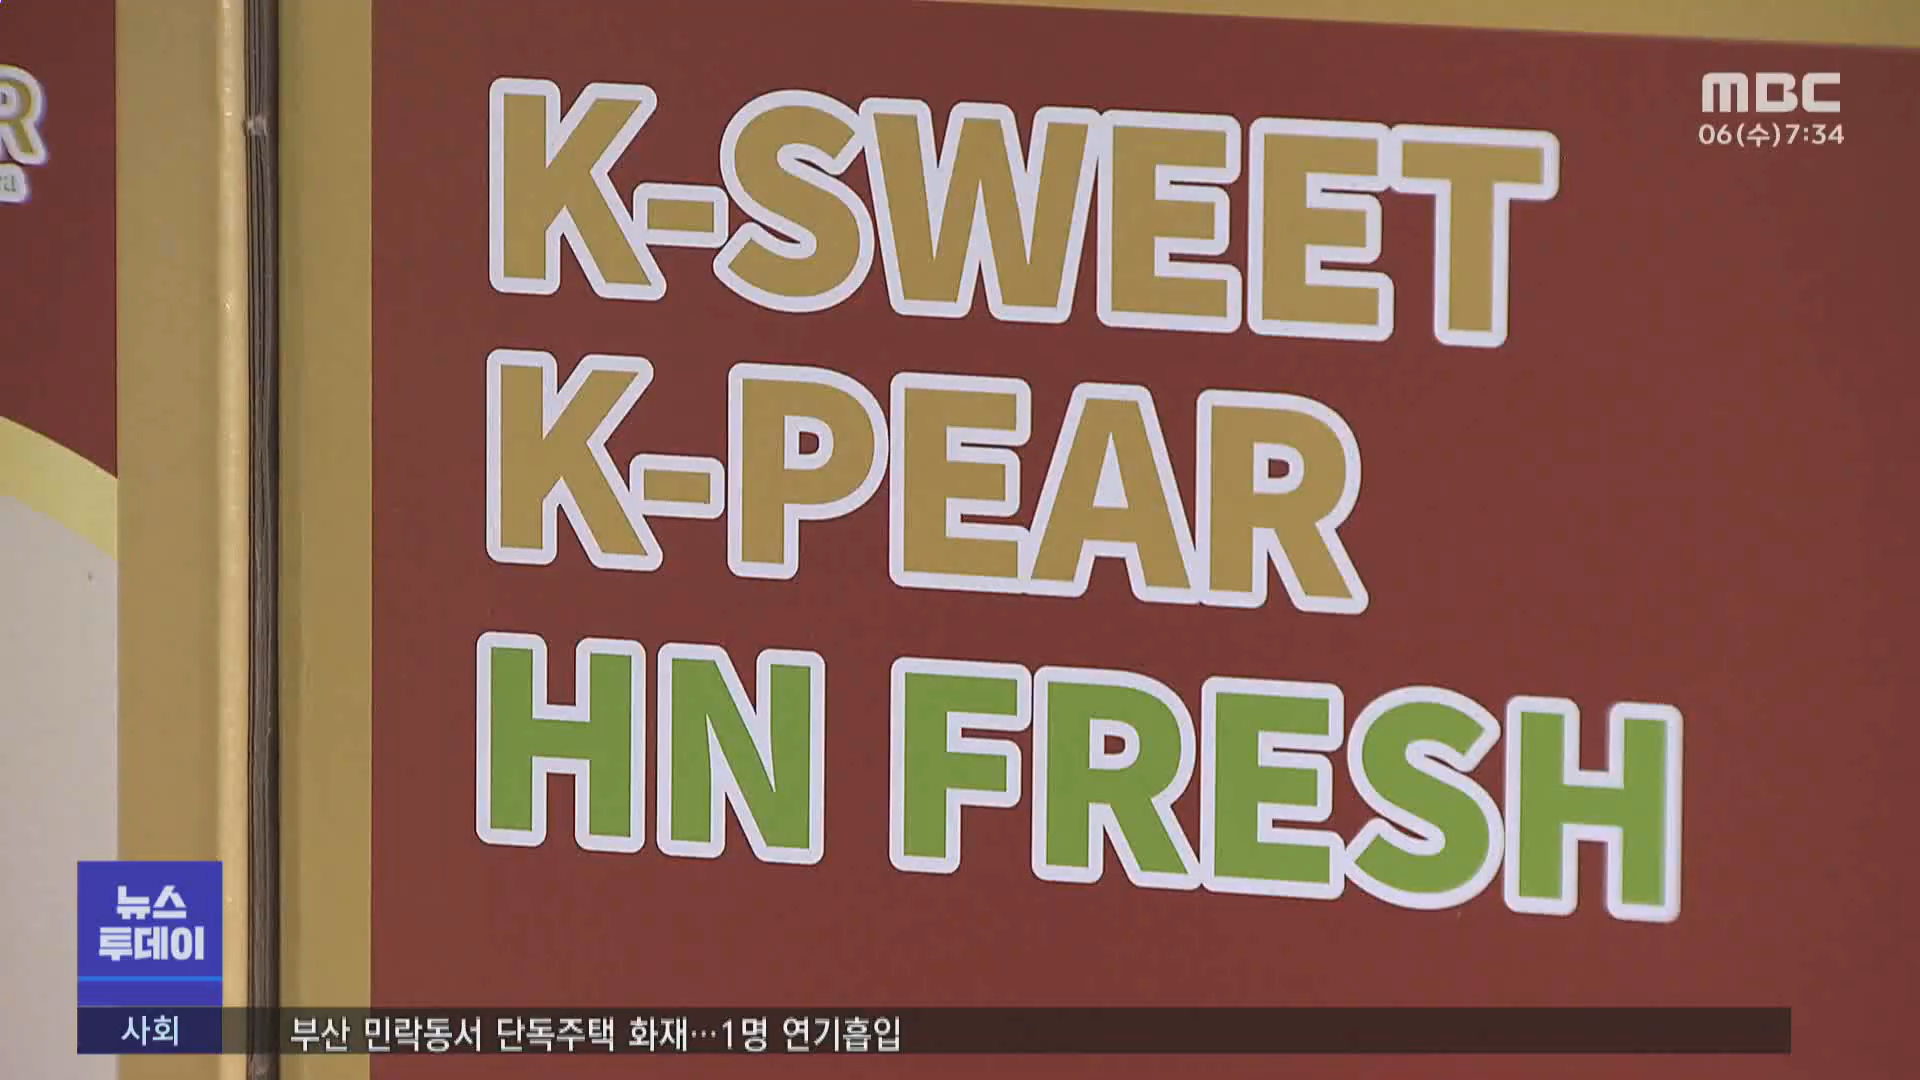 MBC
06(수)7:34
R
ra
K-SWEET
K-PEAR
HN FRESH
뉴스
투데이
사회
부산 민락동서 단독주택 화재…1명 연기흡입